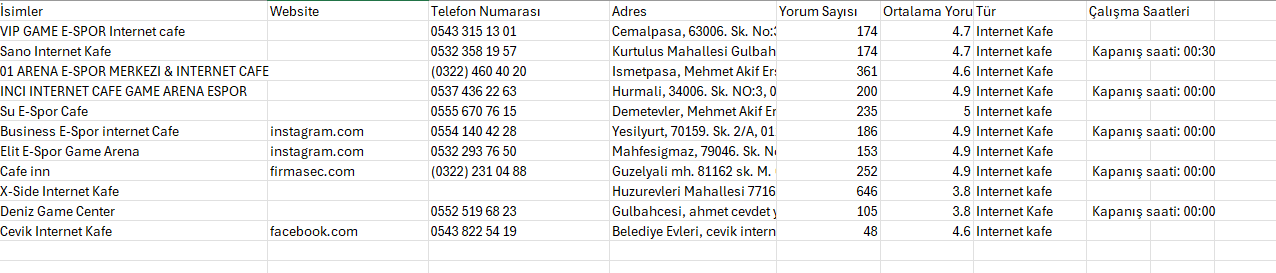 İsimler Website Telefon Numarası Adres Yorum Sayısı Ortalama Yoru Tür Çalışma Saatleri
VIP GAME E-SPOR Internet cafe 0543 315 13 01 Cemalpasa, 63006. Sk. No:3 174 4.7 Internet Kafe
Sano Internet Kafe 0532 358 19 57 Kurtulus Mahallesi Gulbah 174 4.7 Internet Kafe Kapanış saati: 00:30
01 ARENA E-SPOR MERKEZI & INTERNET CAFE (0322) 460 40 20 Ismetpasa, Mehmet Akif Er 361 4.6 Internet Kafe
INCI INTERNET CAFE GAME ARENA ESPOR 0537 436 22 63 Hurmali, 34006. Sk. NO:3, 0 200 4.9 Internet Kafe Kapanış saati: 00:00
Su E-Spor Cafe 0555 670 76 15 Demetevler, Mehmet Akif Er 235 5 Internet kafe
Business E-Spor internet Cafe instagram.com 0554 140 42 28 Yesilyurt, 70159. Sk. 2/A, 01 186 4.9 Internet Kafe Kapanış saati: 00:00
Elit E-Spor Game Arena instagram.com 0532 293 76 50 Mahfesigmaz, 79046. Sk. N 153 4.9 Internet Kafe
Cafe inn firmasec.com (0322) 231 04 88 Guzelyali mh. 81162 sk. M. 252 4.9 Internet Kafe Kapanış saati: 00:00
X-Side Internet Kafe Huzurevleri Mahallesi 7716 646 3.8 Internet Kafe
Deniz Game Center 0552 519 68 23 Gulbahcesi, ahmet cevdet y 105 3.8 Internet Kafe Kapanış saati: 00:00
Cevik Internet Kafe facebook.com 0543 822 54 19 Belediye Evleri, cevik intern 48 4.6 Internet kafe